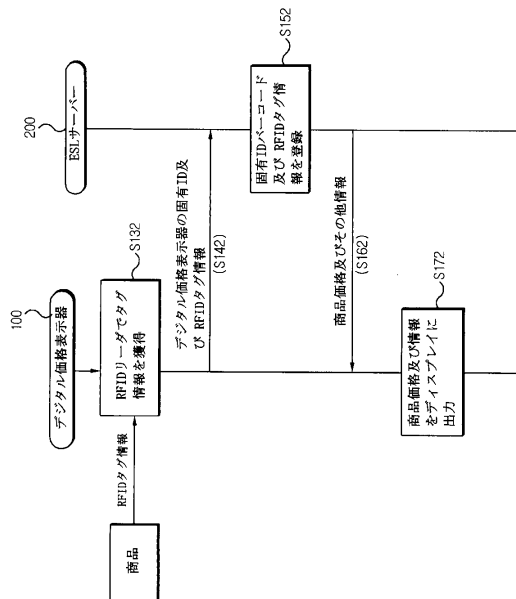 100
デジタル価格表示器
200
ESLサーバー
商品
RFIDタグ情報
RFIDリーダでタグ
情報を獲得
S132
デジタル価格表示器の固有ID及
び RFIDタグ情報
(S142)
固有IDバーコード
及び RFIDタグ情
報を登録
S152
商品価格及びその他情報
(S162)
商品価格及び情報
をディスプレイに
出力
S172